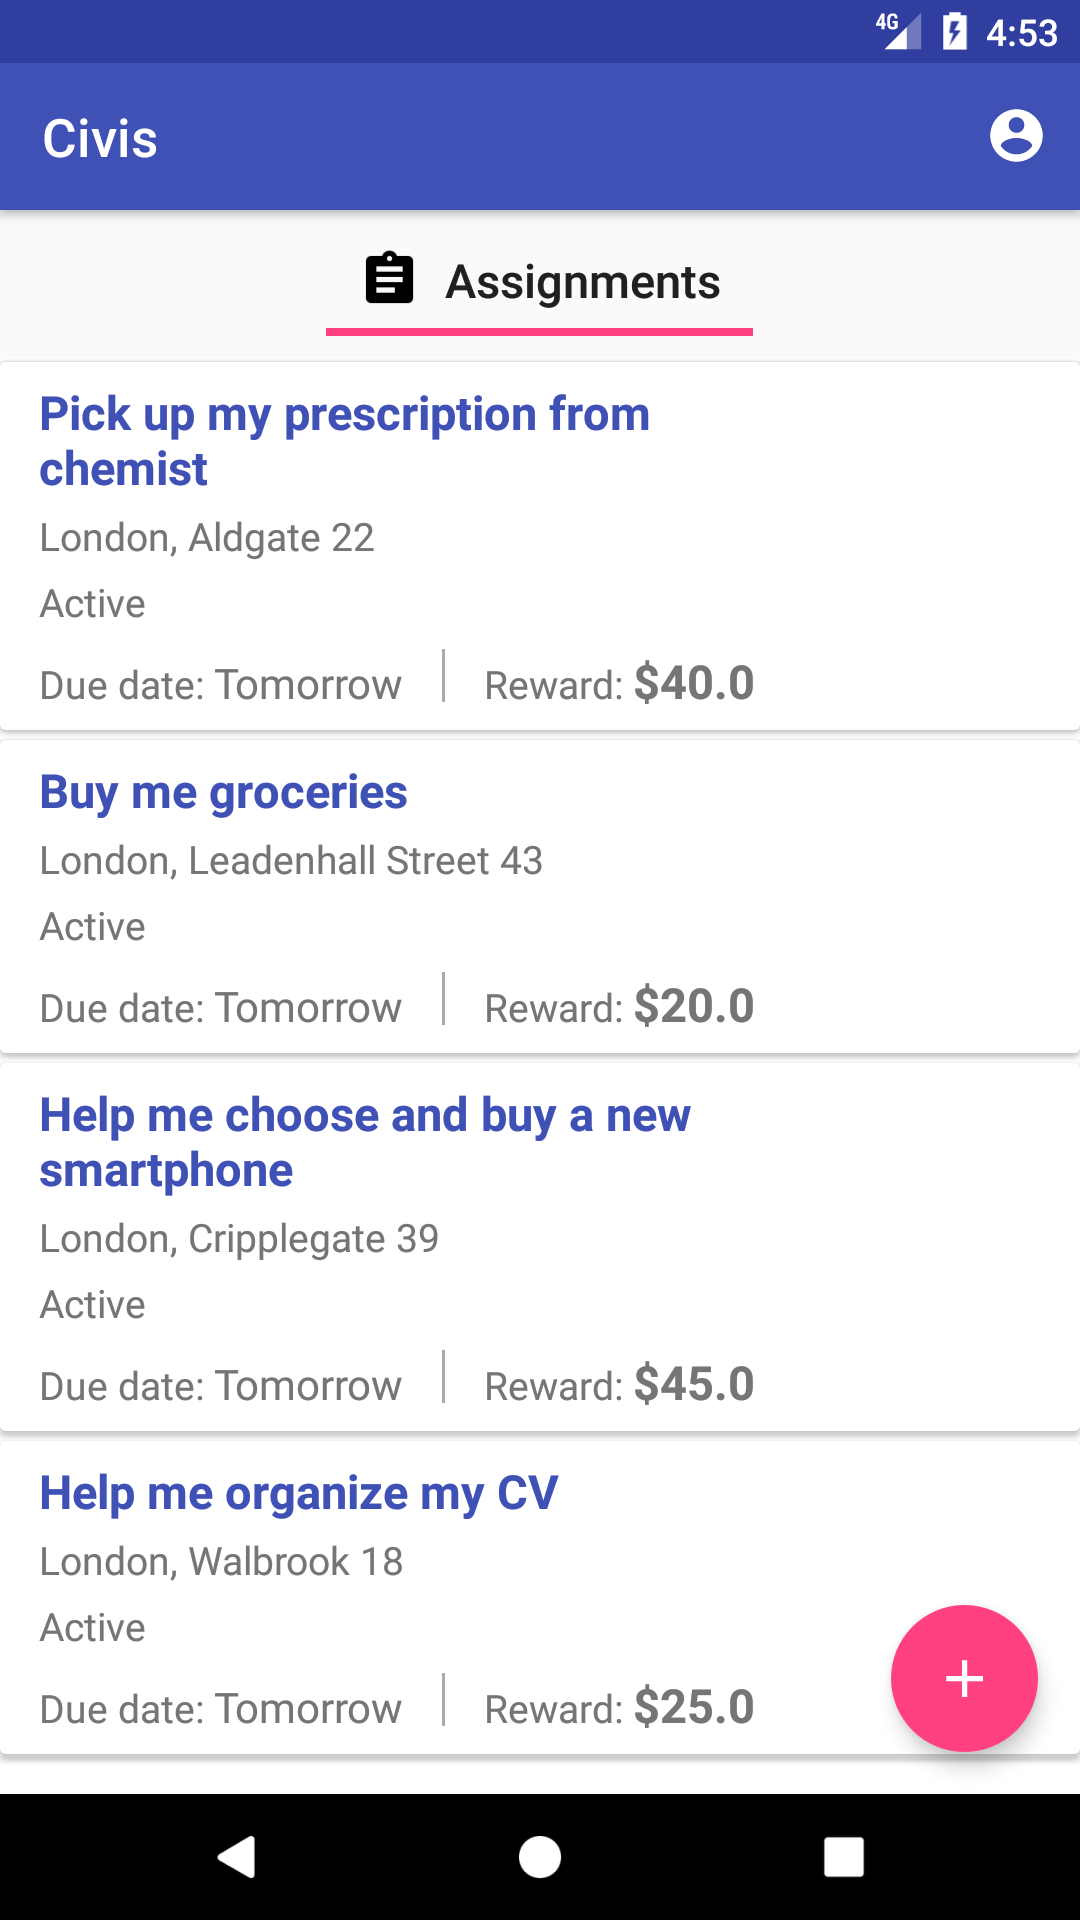 4G 4:53
Civis
Assignments
Pick up my prescription from
chemist
London, Aldgate 22
Active
Due date: Tomorrow Reward: $40.0
Buy me groceries
London, Leadenhall Street 43
Active
Due date: Tomorrow Reward: $20.0
Help me choose and buy a new
smartphone
London, Cripplegate 39
Active
Due date: Tomorrow Reward: $45.0
Help me organize my CV
London, Walbrook 18
Active
Due date: Tomorrow Reward: $25.0